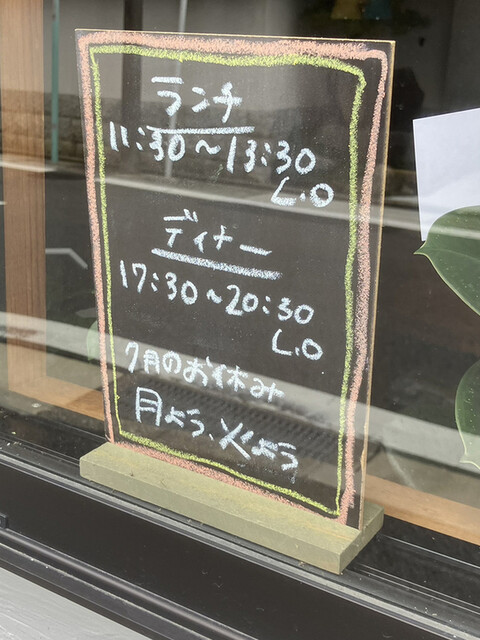 ランチ
11:30〜13:30
L.O
ディナー
17:30〜20:30
L.O
7月のお休み
月よう、火よう